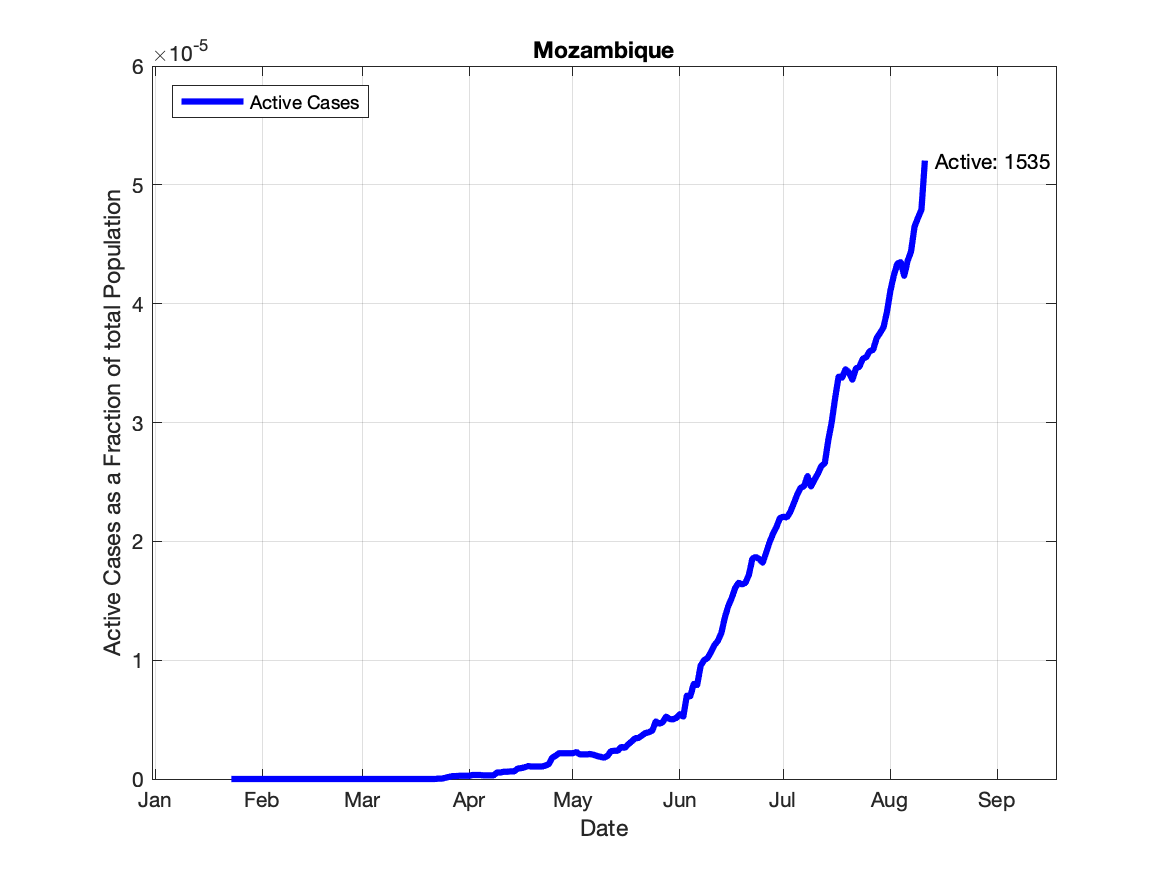 Mozambique
×10-5
Active Cases
Active: 1535
6
5
4
3
2
1
0
Active Cases as a Fraction of total Population
Jan Feb Mar Apr May Jun Jul Aug Sep
Date